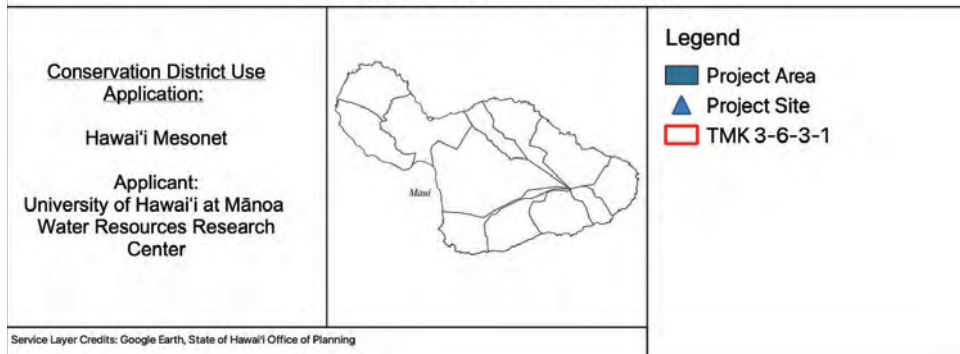 Conservation District Use
Application:
Hawai'i Mesonet
Applicant:
University of Hawai'i at Mānoa
Water Resources Research
Center
Maui
Legend
Project Area
Project Site
TMK 3-6-3-1
Service Layer Credits: Google Earth, State of Hawai'i Office of Planning